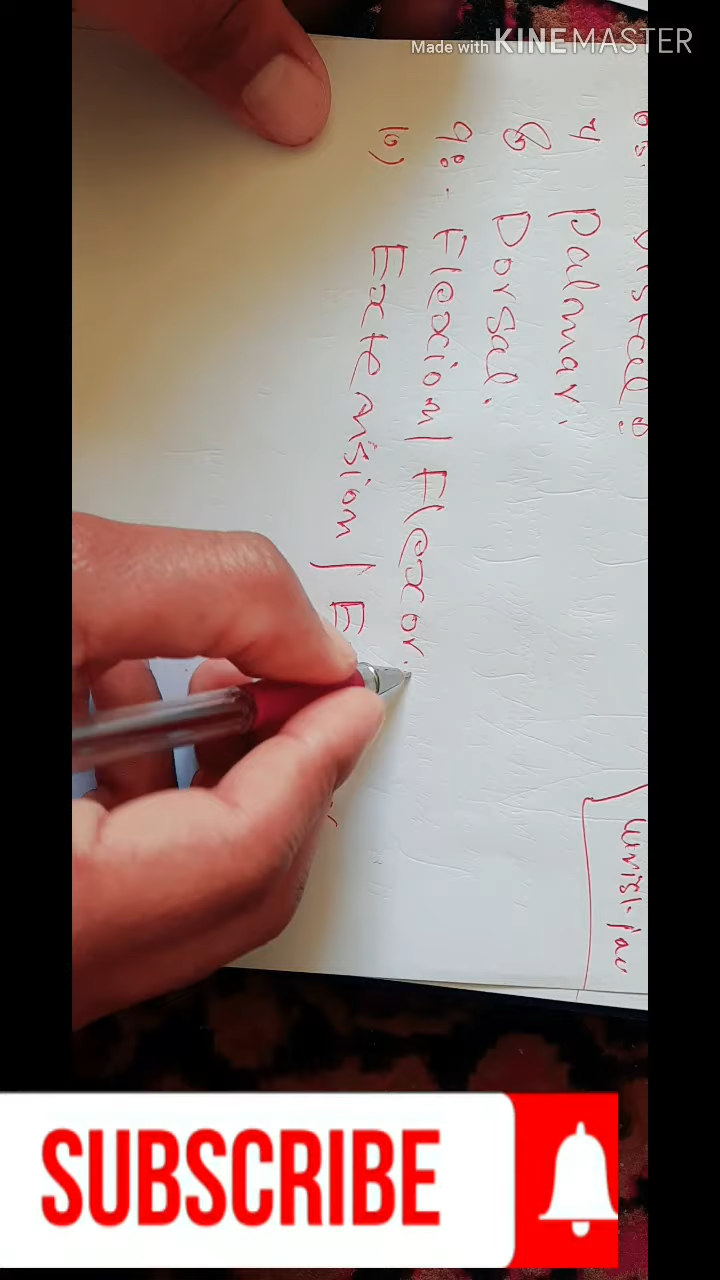 Made with KINEMASTER
Distal :
7 palmar.
8 Dorsal.
9:- Flexion / Flexor.
10) Extension / E
wrist
SUBSCRIBE